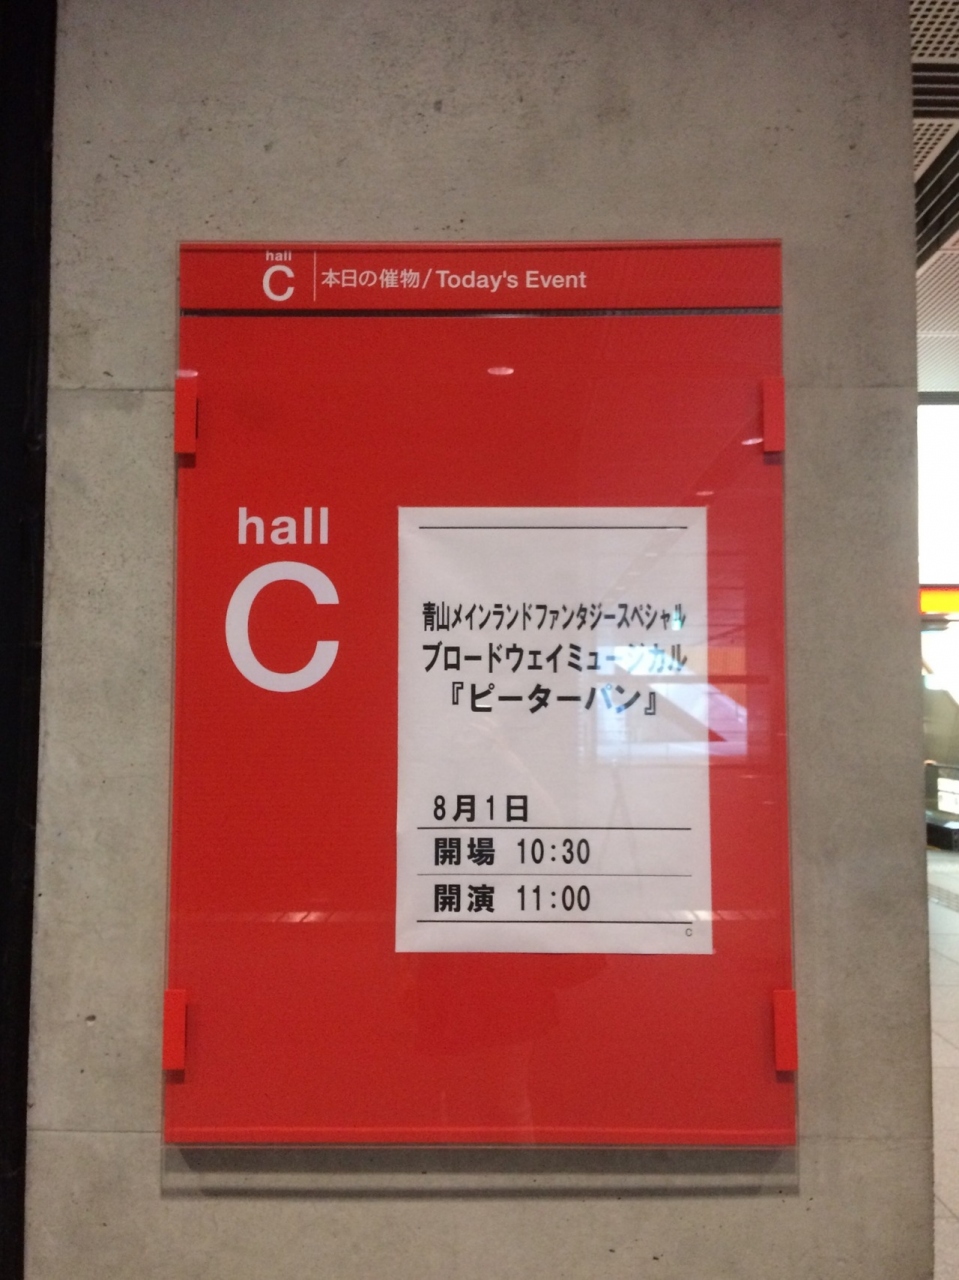 hall
C
本日の催物/Today's Event
hall
C
青山メインランドファンタジースペシャル
ブロードウェイミュージカル
『ピーターパン』
8月1日
開場 10:30
開演 11:00
C